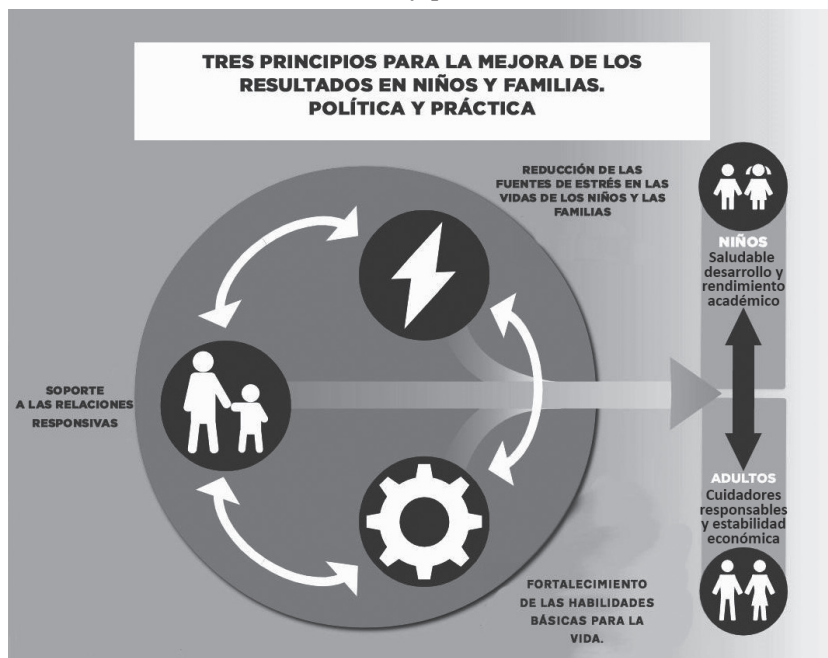 TRES PRINCIPIOS PARA LA MEJORA DE LOS
RESULTADOS EN NIÑOS Y FAMILIAS.
POLÍTICA Y PRÁCTICA
REDUCCIÓN DE LAS
FUENTES DE ESTRÉS EN LAS
VIDAS DE LOS NIÑOS Y LAS
FAMILIAS
NIÑOS
Saludable
desarrollo y
rendimiento
académico
SOPORTE
A LAS RELACIONES
RESPONSIVAS
ADULTOS
Cuidadores
responsables
y estabilidad
económica
FORTALECIMIENTO
DE LAS HABILIDADES
BÁSICAS PARA LA
VIDA.